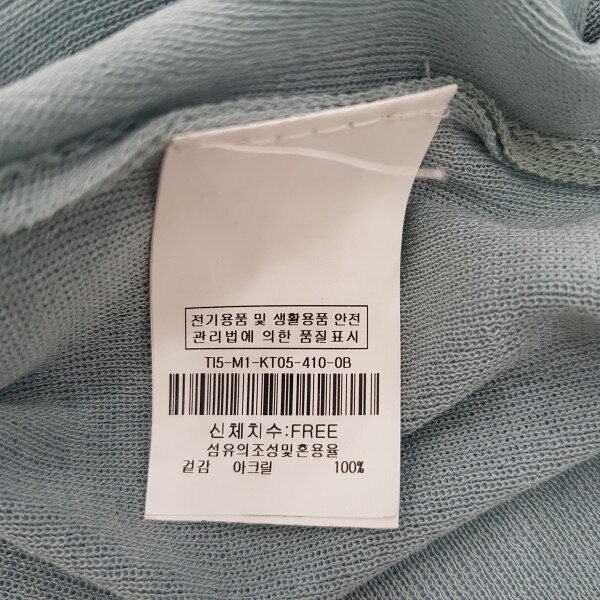 전기용품 및 생활용품 안전
관리법에 의한 품질표시
TI5-M1-KT05-410-0B
신체치수:FREE
섬유의조성및혼용율
겉감 아크릴 100%